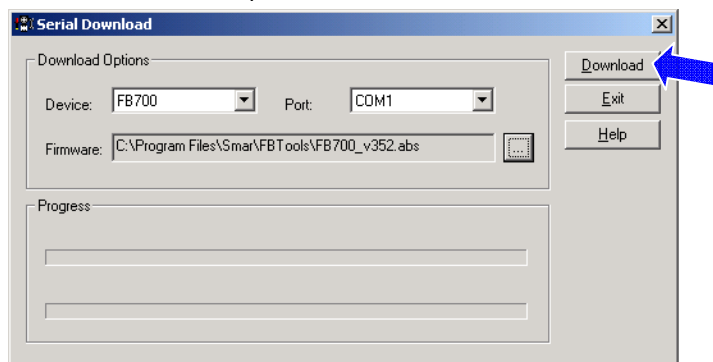 Serial Download
Download Options
Download
Device: FB700 Port: COM1
Exit
Firmware: C:\Program Files\Smar\FBTools\FB700_v352.abs ...
Help
Progress